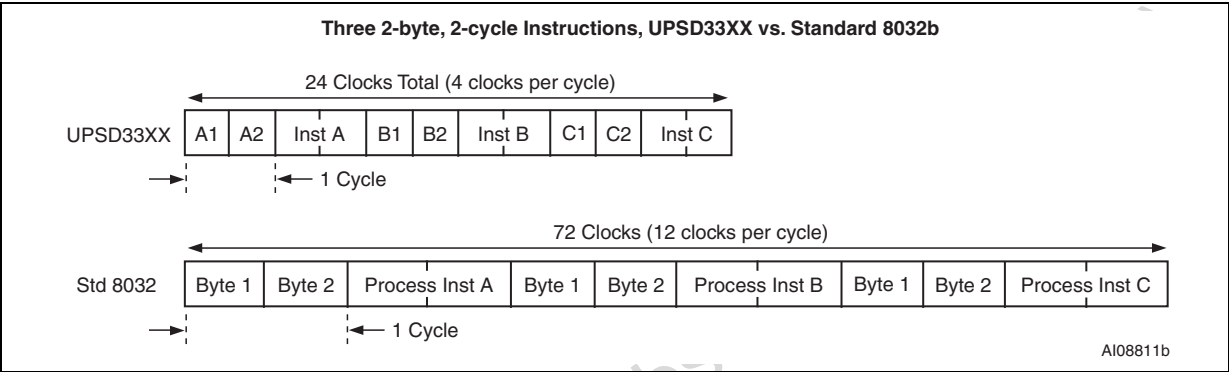 Three 2-byte, 2-cycle Instructions, UPSD33XX vs. Standard 8032b
24 Clocks Total (4 clocks per cycle)
UPSD33XX A1 A2 Inst A B1 B2 Inst B C1 C2 Inst C
1 Cycle
72 Clocks (12 clocks per cycle)
Std 8032 Byte 1 Byte 2 Process Inst A Byte 1 Byte 2 Process Inst B Byte 1 Byte 2 Process Inst C
1 Cycle
AI08811b